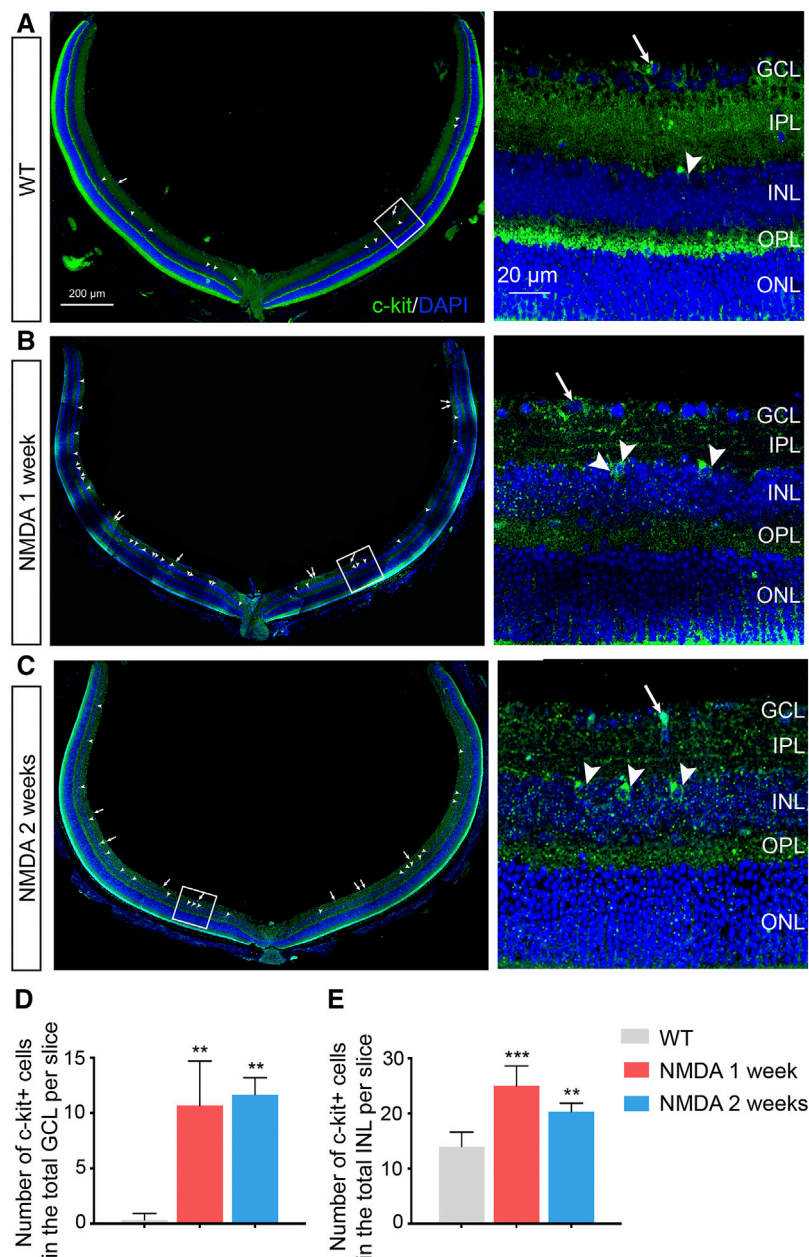 A
WT
200 μm
c-kit/DAPI
GCL
IPL
INL
OPL
20 μm
ONL
B
NMDA 1 week
GCL
IPL
INL
OPL
ONL
C
NMDA 2 weeks
GCL
IPL
INL
OPL
ONL
D
Number of c-kit+ cells
in the total GCL per slice
15
10
5
0
**
**
E
Number of c-kit+ cells
in the total INL per slice
30
20
10
0
***
**
WT
NMDA 1 week
NMDA 2 weeks